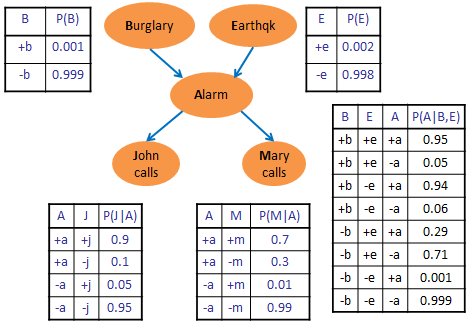 B P(B)
+b 0.001
-b 0.999
Burglary
Earthqk
E P(E)
+e 0.002
-e 0.998
Alarm
John
calls
Mary
calls
B E A P(A|B,E)
+b +e +a 0.95
+b +e -a 0.05
+b -e +a 0.94
+b -e -a 0.06
-b +e +a 0.29
-b +e -a 0.71
-b -e +a 0.001
-b -e -a 0.999
A J P(J|A)
+a +j 0.9
+a -j 0.1
-a +j 0.05
-a -j 0.95
A M P(M|A)
+a +m 0.7
+a -m 0.3
-a +m 0.01
-a -m 0.99